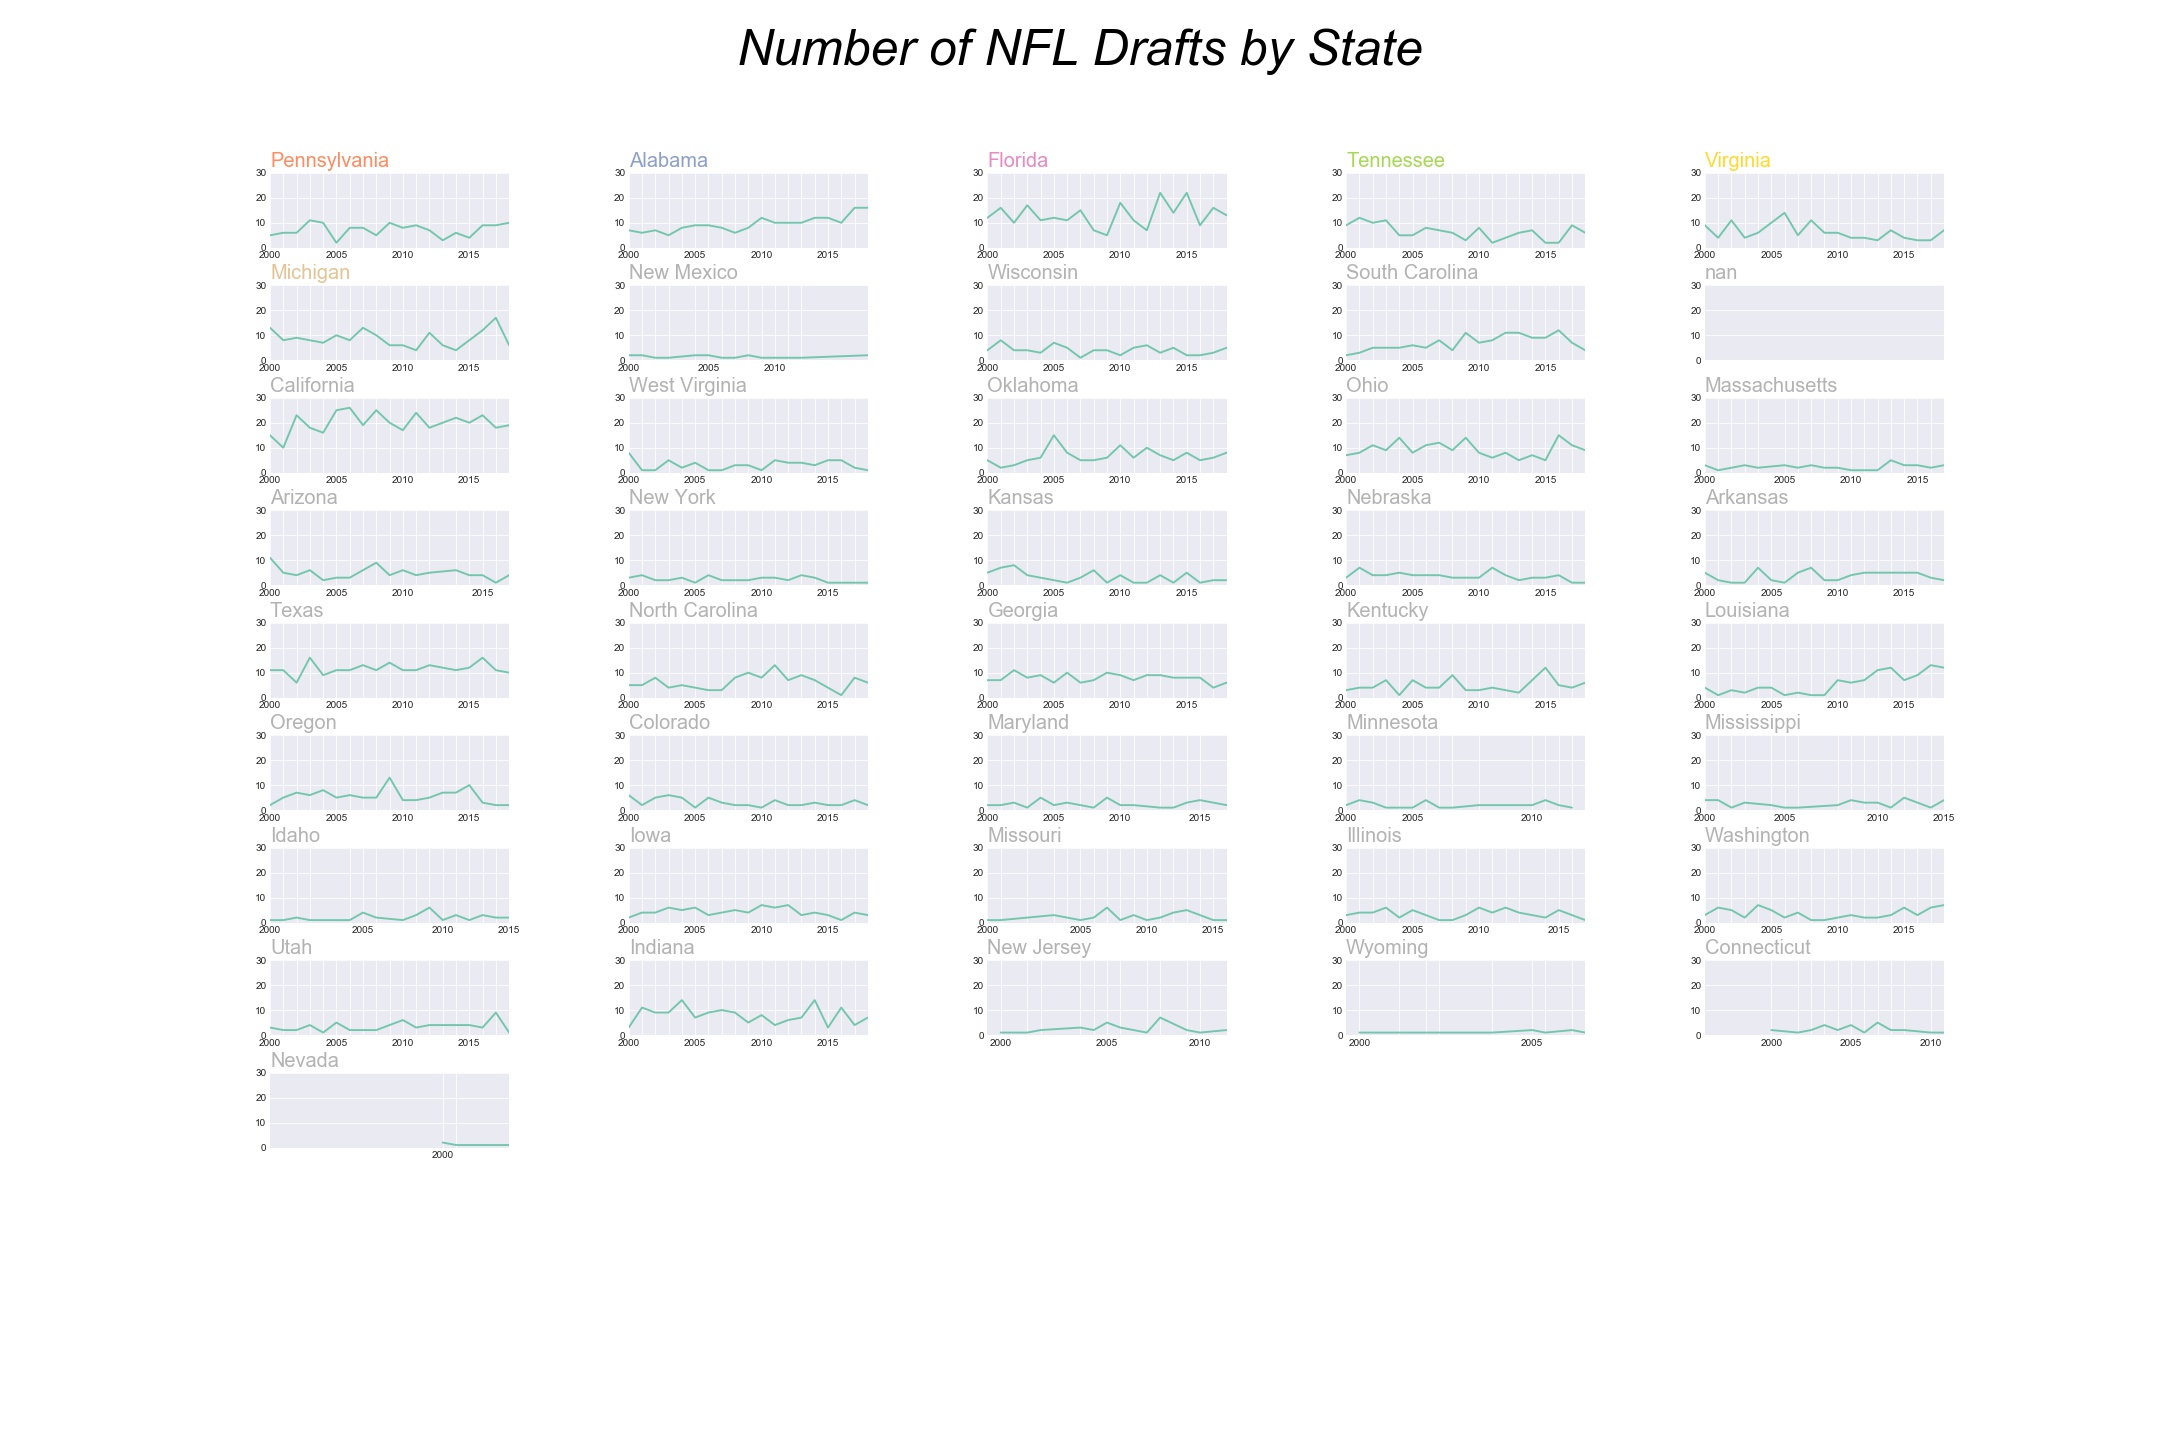 Number of NFL Drafts by State
Pennsylvania Alabama Florida Tennessee Virginia
30 30 30 30 30
20 20 20 20 20
10 10 10 10 10
0 0 0 0 0
2000 2005 2010 2015 2000 2005 2010 2015 2000 2005 2010 2015 2000 2005 2010 2015 2000 2005 2010 2015
Michigan New Mexico Wisconsin South Carolina nan
30 30 30 30 30
20 20 20 20 20
10 10 10 10 10
0 0 0 0 0
2000 2005 2010 2015 2000 2005 2010 2000 2005 2010 2015 2000 2005 2010 2015
California West Virginia Oklahoma Ohio Massachusetts
30 30 30 30 30
20 20 20 20 20
10 10 10 10 10
0 0 0 0 0
2000 2005 2010 2015 2000 2005 2010 2015 2000 2005 2010 2015 2000 2005 2010 2015 2000 2005 2010 2015
Arizona New York Kansas Nebraska Arkansas
30 30 30 30 30
20 20 20 20 20
10 10 10 10 10
0 0 0 0 0
2000 2005 2010 2015 2000 2005 2010 2015 2000 2005 2010 2015 2000 2005 2010 2015 2000 2005 2010 2015
Texas North Carolina Georgia Kentucky Louisiana
30 30 30 30 30
20 20 20 20 20
10 10 10 10 10
0 0 0 0 0
2000 2005 2010 2015 2000 2005 2010 2015 2000 2005 2010 2015 2000 2005 2010 2015 2000 2005 2010 2015
Oregon Colorado Maryland Minnesota Mississippi
30 30 30 30 30
20 20 20 20 20
10 10 10 10 10
0 0 0 0 0
2000 2005 2010 2015 2000 2005 2010 2015 2000 2005 2010 2015 2000 2005 2010 2000 2005 2010 2015
Idaho Iowa Missouri Illinois Washington
30 30 30 30 30
20 20 20 20 20
10 10 10 10 10
0 0 0 0 0
2000 2005 2010 2015 2000 2005 2010 2015 2000 2005 2010 2015 2000 2005 2010 2015 2000 2005 2010 2015
Utah Indiana New Jersey Wyoming Connecticut
30 30 30 30 30
20 20 20 20 20
10 10 10 10 10
0 0 0 0 0
2000 2005 2010 2015 2000 2005 2010 2015 2000 2005 2010 2000 2005 2000 2005 2010
Nevada
30
20
10
0
2000